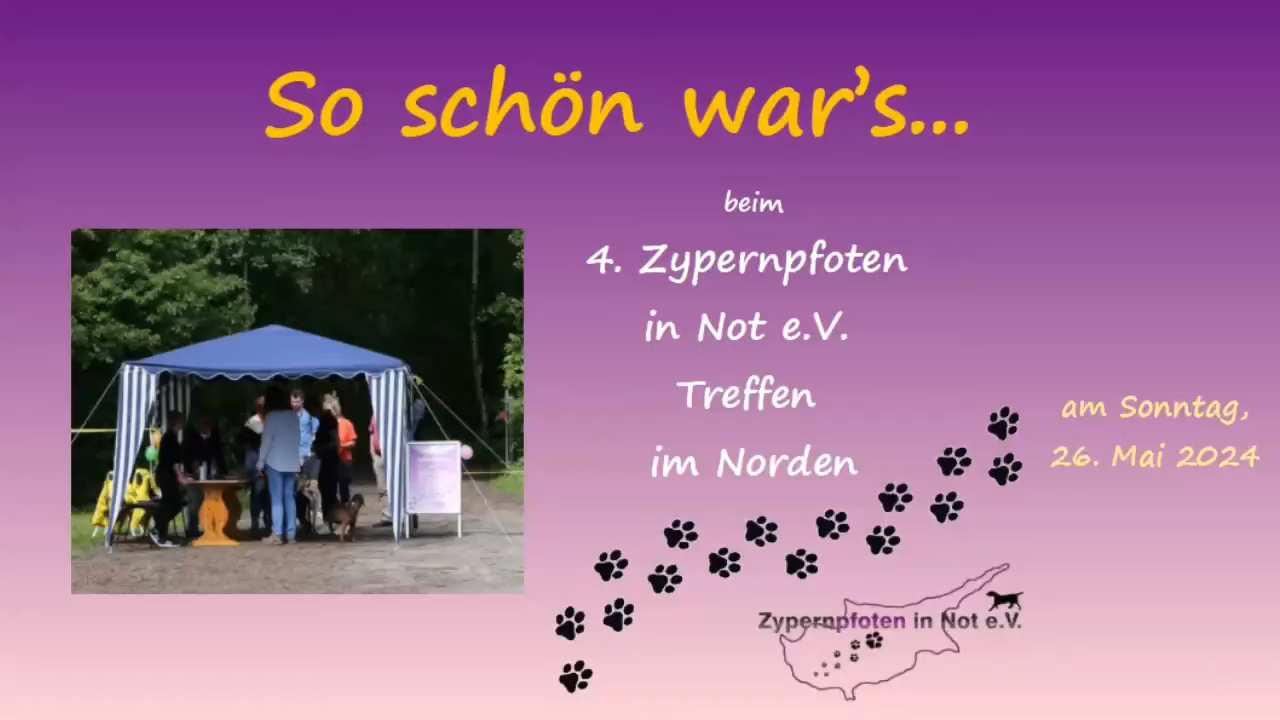 So schön war's...
beim
4. Zypernpfoten
in Not e.V.
Treffen
im Norden
am Sonntag,
26. Mai 2024
Zypernpfoten in Not e.V.